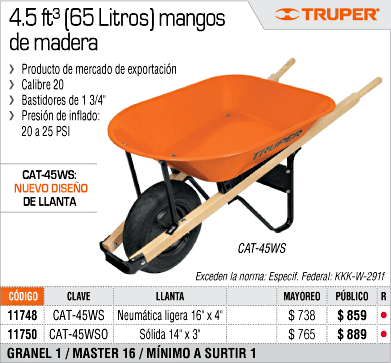 4.5 ft³ (65 Litros) mangos
de madera
TRUPER®
› Producto de mercado de exportación
› Calibre 20
› Bastidores de 1 3/4"
› Presión de inflado:
20 a 25 PSI
CAT-45WS:
NUEVO DISEÑO
DE LLANTA
TRUPER
CAT-45WS
Exceden la norma: Especif. Federal: KKK-W-291f
CÓDIGO CLAVE LLANTA MAYOREO PÚBLICO R
11748 CAT-45WS Neumática ligera 16" x 4" $ 738 $ 859 •
11750 CAT-45WSO Sólida 14" x 3" $ 765 $ 889 •
GRANEL 1 / MASTER 16 / MÍNIMO A SURTIR 1